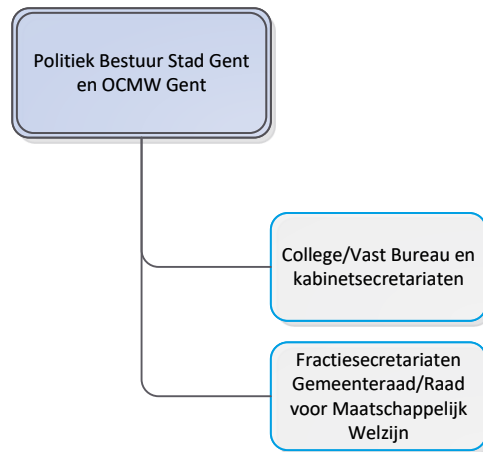 Politiek Bestuur Stad Gent
en OCMW Gent
College/Vast Bureau en
kabinetsecretariaten
Fractiesecretariaten
Gemeenteraad/Raad
voor Maatschappelijk
Welzijn